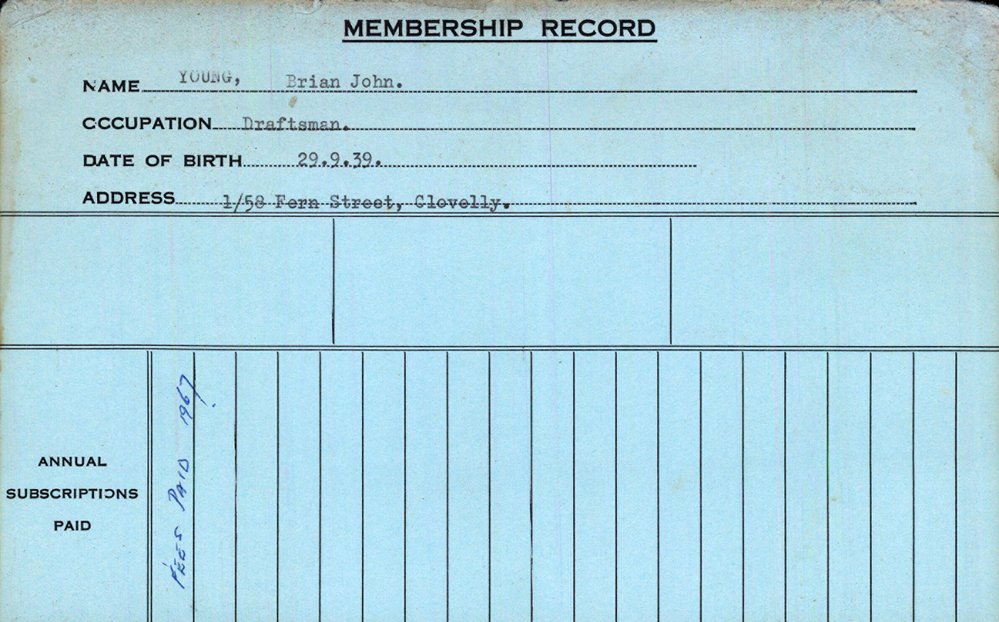 MEMBERSHIP RECORD
NAME YOUNG, Brian John.
OCCUPATION Draftsman.
DATE OF BIRTH 29.9.39.
ADDRESS 1/58 Fern Street, Clovelly.
ANNUAL
SUBSCRIPTIONS
PAID
FEES PAID 1967.